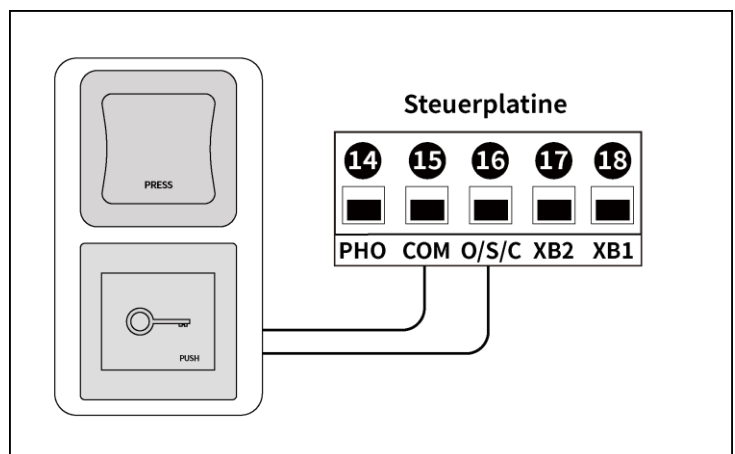 PRESS
PUSH
Steuerplatine
14 15 16 17 18
PHO COM O/S/C XB2 XB1